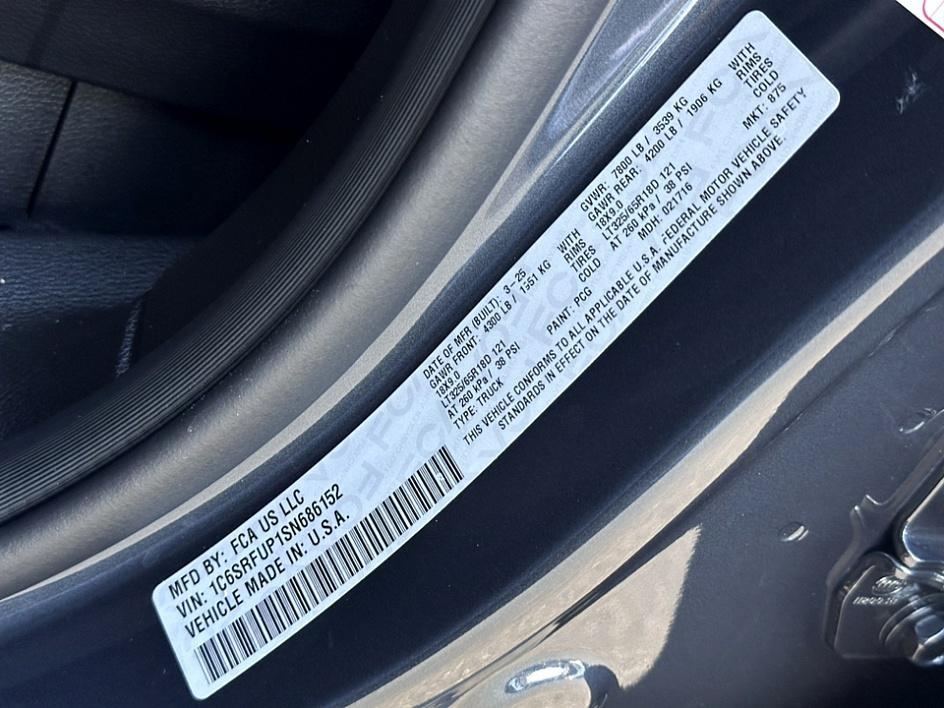 MFD BY: FCA US LLC
VIN: 1C6SRFUP1SN686152
VEHICLE MADE IN: U.S.A.
DATE OF MFR (BUILT): 3-25
GAWR FRONT: 4300 LB / 1951 KG WITH
18X9.0 RIMS
LT325/65R18D 121 TIRES
AT 260 kPa / 38 PSI COLD
TYPE: TRUCK PAINT: PCG
GVWR: 7800 LB / 3539 KG
GAWR REAR: 4200 LB / 1906 KG WITH
18X9.0 RIMS
LT325/65R18D 121 TIRES
AT 260 kPa / 38 PSI COLD
MDH: 021716 MKT: 875
THIS VEHICLE CONFORMS TO ALL APPLICABLE U.S.A. FEDERAL MOTOR VEHICLE SAFETY
STANDARDS IN EFFECT ON THE DATE OF MANUFACTURE SHOWN ABOVE.